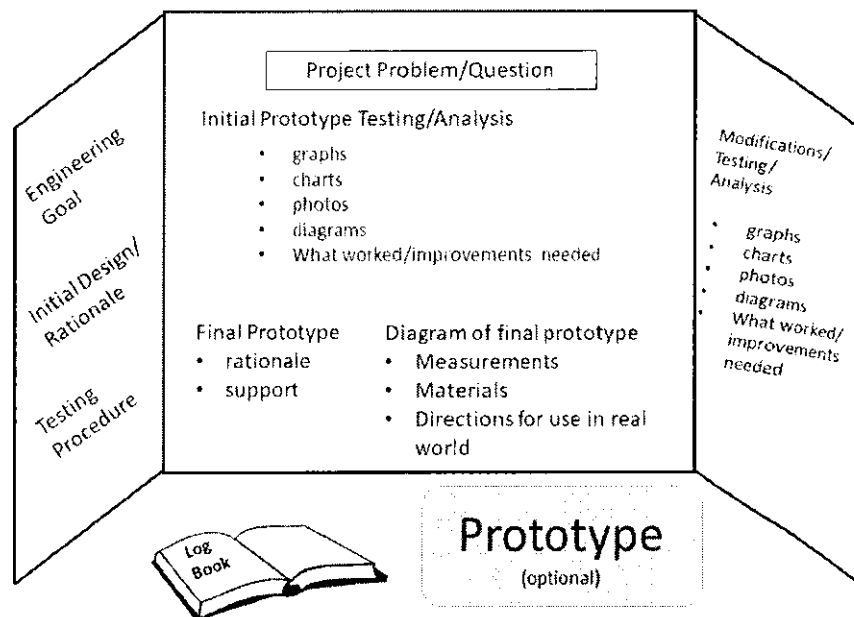 Engineering
Goal
Initial Design/
Rationale
Testing
Procedure
Project Problem/Question
Initial Prototype Testing/Analysis
• graphs
• charts
• photos
• diagrams
• What worked/improvements needed
Final Prototype
• rationale
• support
Diagram of final prototype
• Measurements
• Materials
• Directions for use in real
world
Modifications/
Testing/
Analysis
• graphs
• charts
• photos
• diagrams
• What worked/
improvements
needed
Log
Book
Prototype
(optional)